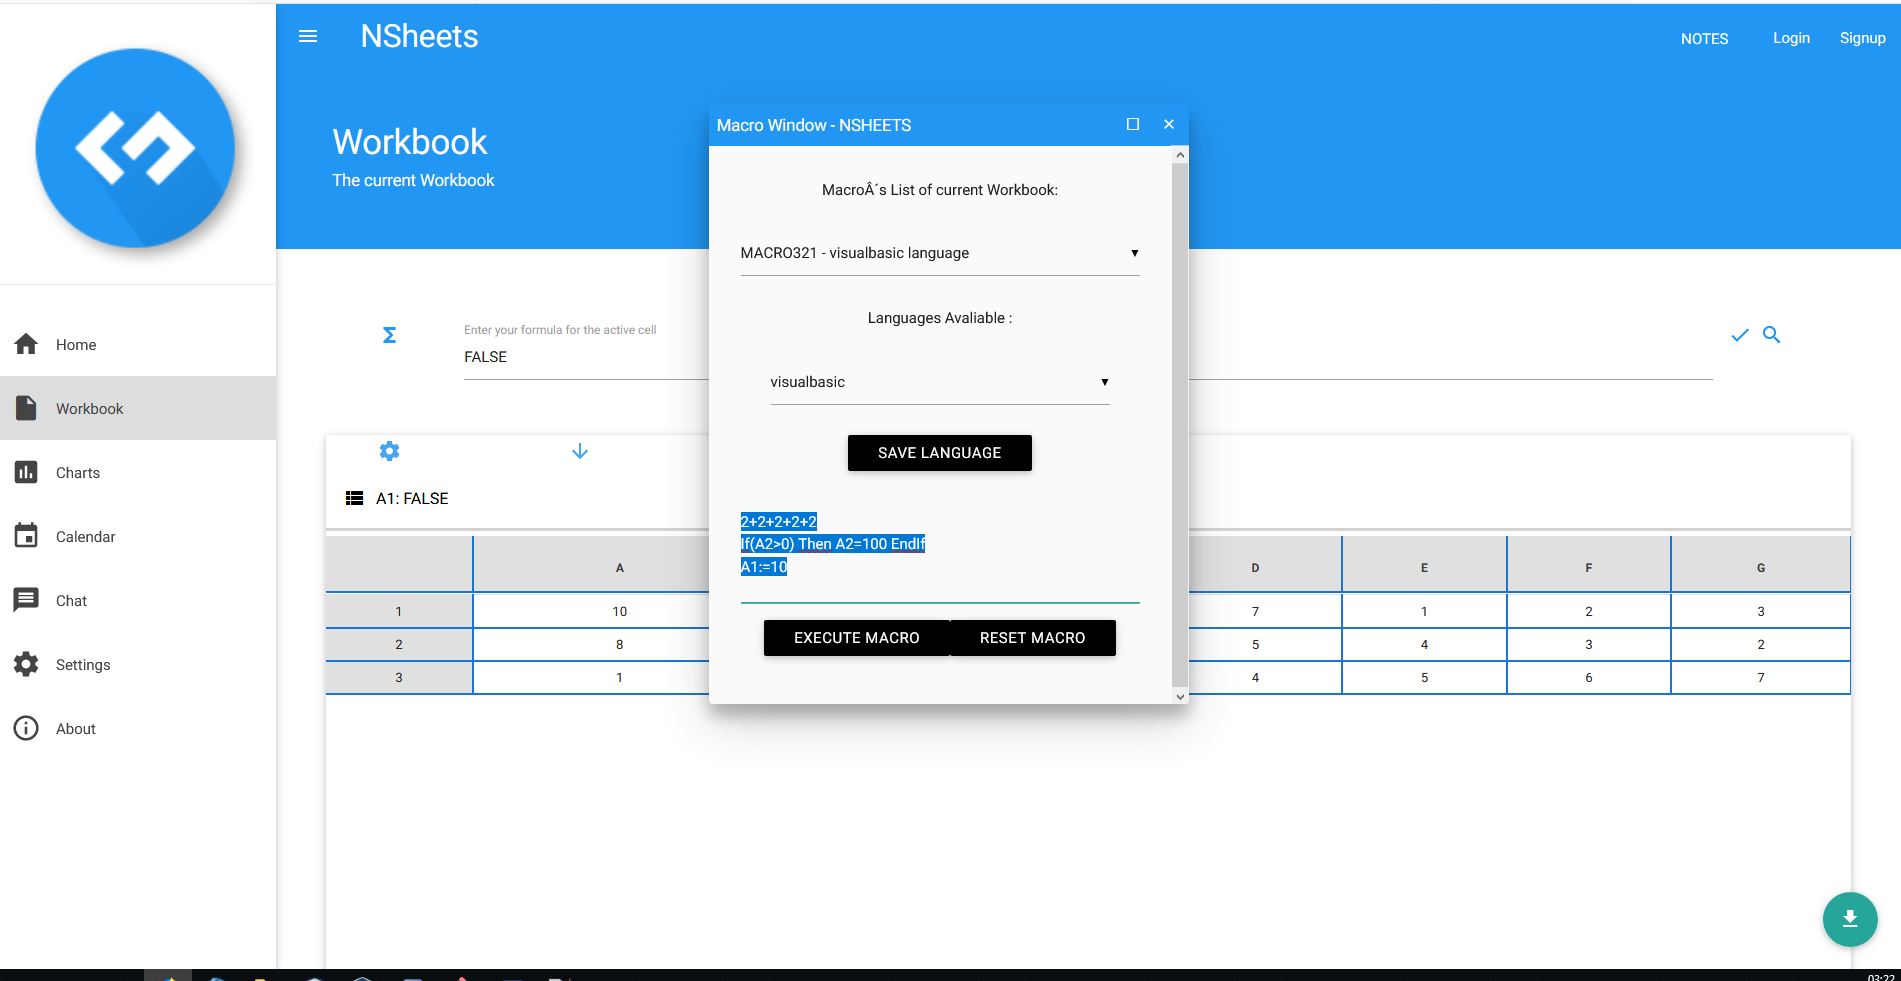 NSheets
NOTES
Login
Signup
Workbook
The current Workbook
Home
Workbook
Charts
Calendar
Chat
Settings
About
Enter your formula for the active cell
FALSE
A1: FALSE
A D E F G
1 10 7 1 2 3
2 8 5 4 3 2
3 1 4 5 6 7
Macro Window - NSHEETS
MacroÂ´s List of current Workbook:
MACRO321 - visualbasic language
Languages Avaliable :
visualbasic
SAVE LANGUAGE
2+2+2+2+2
If(A2>0) Then A2=100 EndIf
A1:=10
EXECUTE MACRO
RESET MACRO
03:22